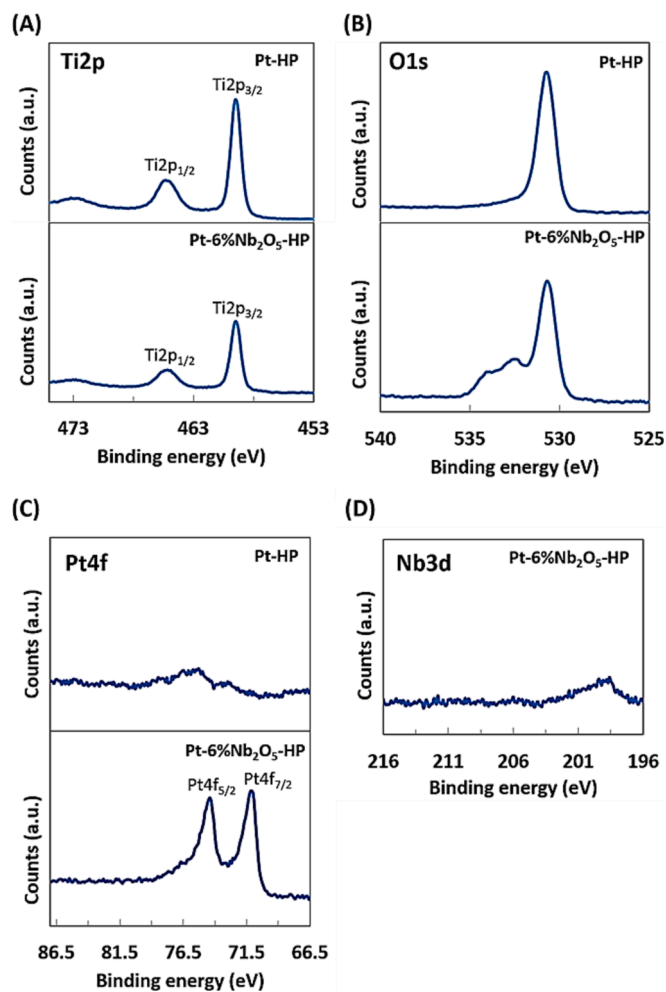 (A)
Ti2p
Pt-HP
Ti2p3/2
Ti2p1/2
Counts (a.u.)
Pt-6%Nb2O5-HP
Ti2p3/2
Ti2p1/2
Counts (a.u.)
473 463 453
Binding energy (eV)
(B)
O1s
Pt-HP
Counts (a.u.)
Pt-6%Nb2O5-HP
Counts (a.u.)
540 535 530 525
Binding energy (eV)
(C)
Pt4f
Pt-HP
Counts (a.u.)
Pt-6%Nb2O5-HP
Pt4f5/2 Pt4f7/2
Counts (a.u.)
86.5 81.5 76.5 71.5 66.5
Binding energy (eV)
(D)
Nb3d
Pt-6%Nb2O5-HP
Counts (a.u.)
216 211 206 201 196
Binding energy (eV)